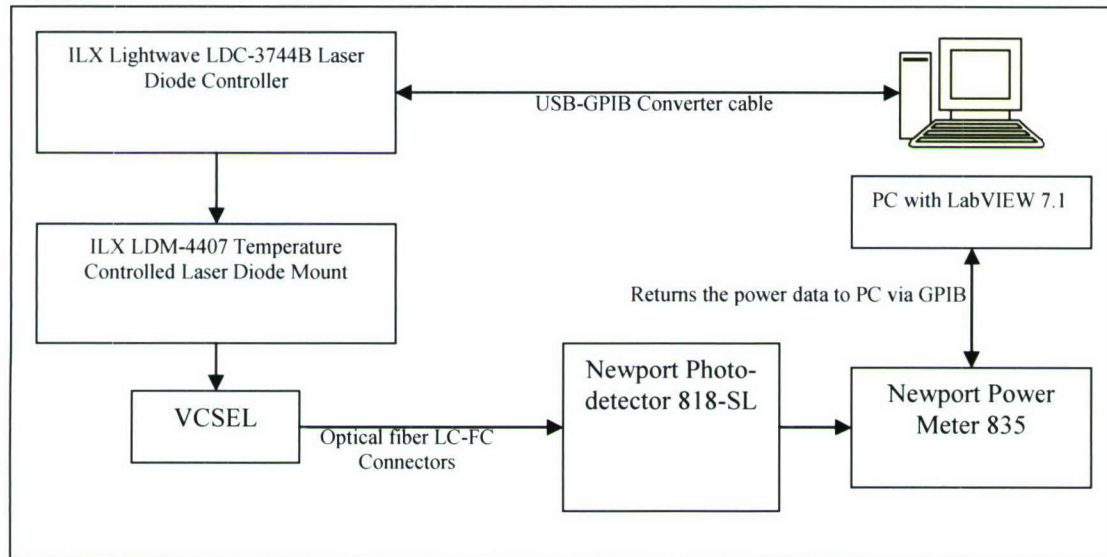 ILX Lightwave LDC-3744B Laser
Diode Controller
USB-GPIB Converter cable
PC with LabVIEW 7.1
ILX LDM-4407 Temperature
Controlled Laser Diode Mount
Returns the power data to PC via GPIB
VCSEL
Optical fiber LC-FC
Connectors
Newport Photo-
detector 818-SL
Newport Power
Meter 835